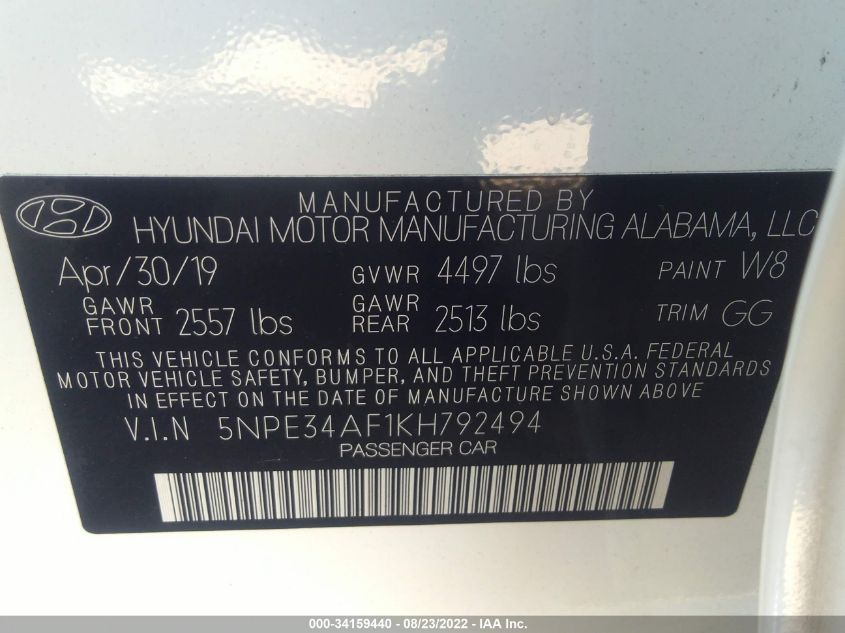 MANUFACTURED BY
HYUNDAI MOTOR MANUFACTURING ALABAMA, LLC
Apr/30/19 GVWR 4497 lbs PAINT W8
GAWR FRONT 2557 lbs GAWR REAR 2513 lbs TRIM GG
THIS VEHICLE CONFORMS TO ALL APPLICABLE U.S.A. FEDERAL
MOTOR VEHICLE SAFETY, BUMPER, AND THEFT PREVENTION STANDARDS
IN EFFECT ON THE DATE OF MANUFACTURE SHOWN ABOVE
V.I.N 5NPE34AF1KH792494
PASSENGER CAR
000-34159440 - 08/23/2022 - IAA Inc.